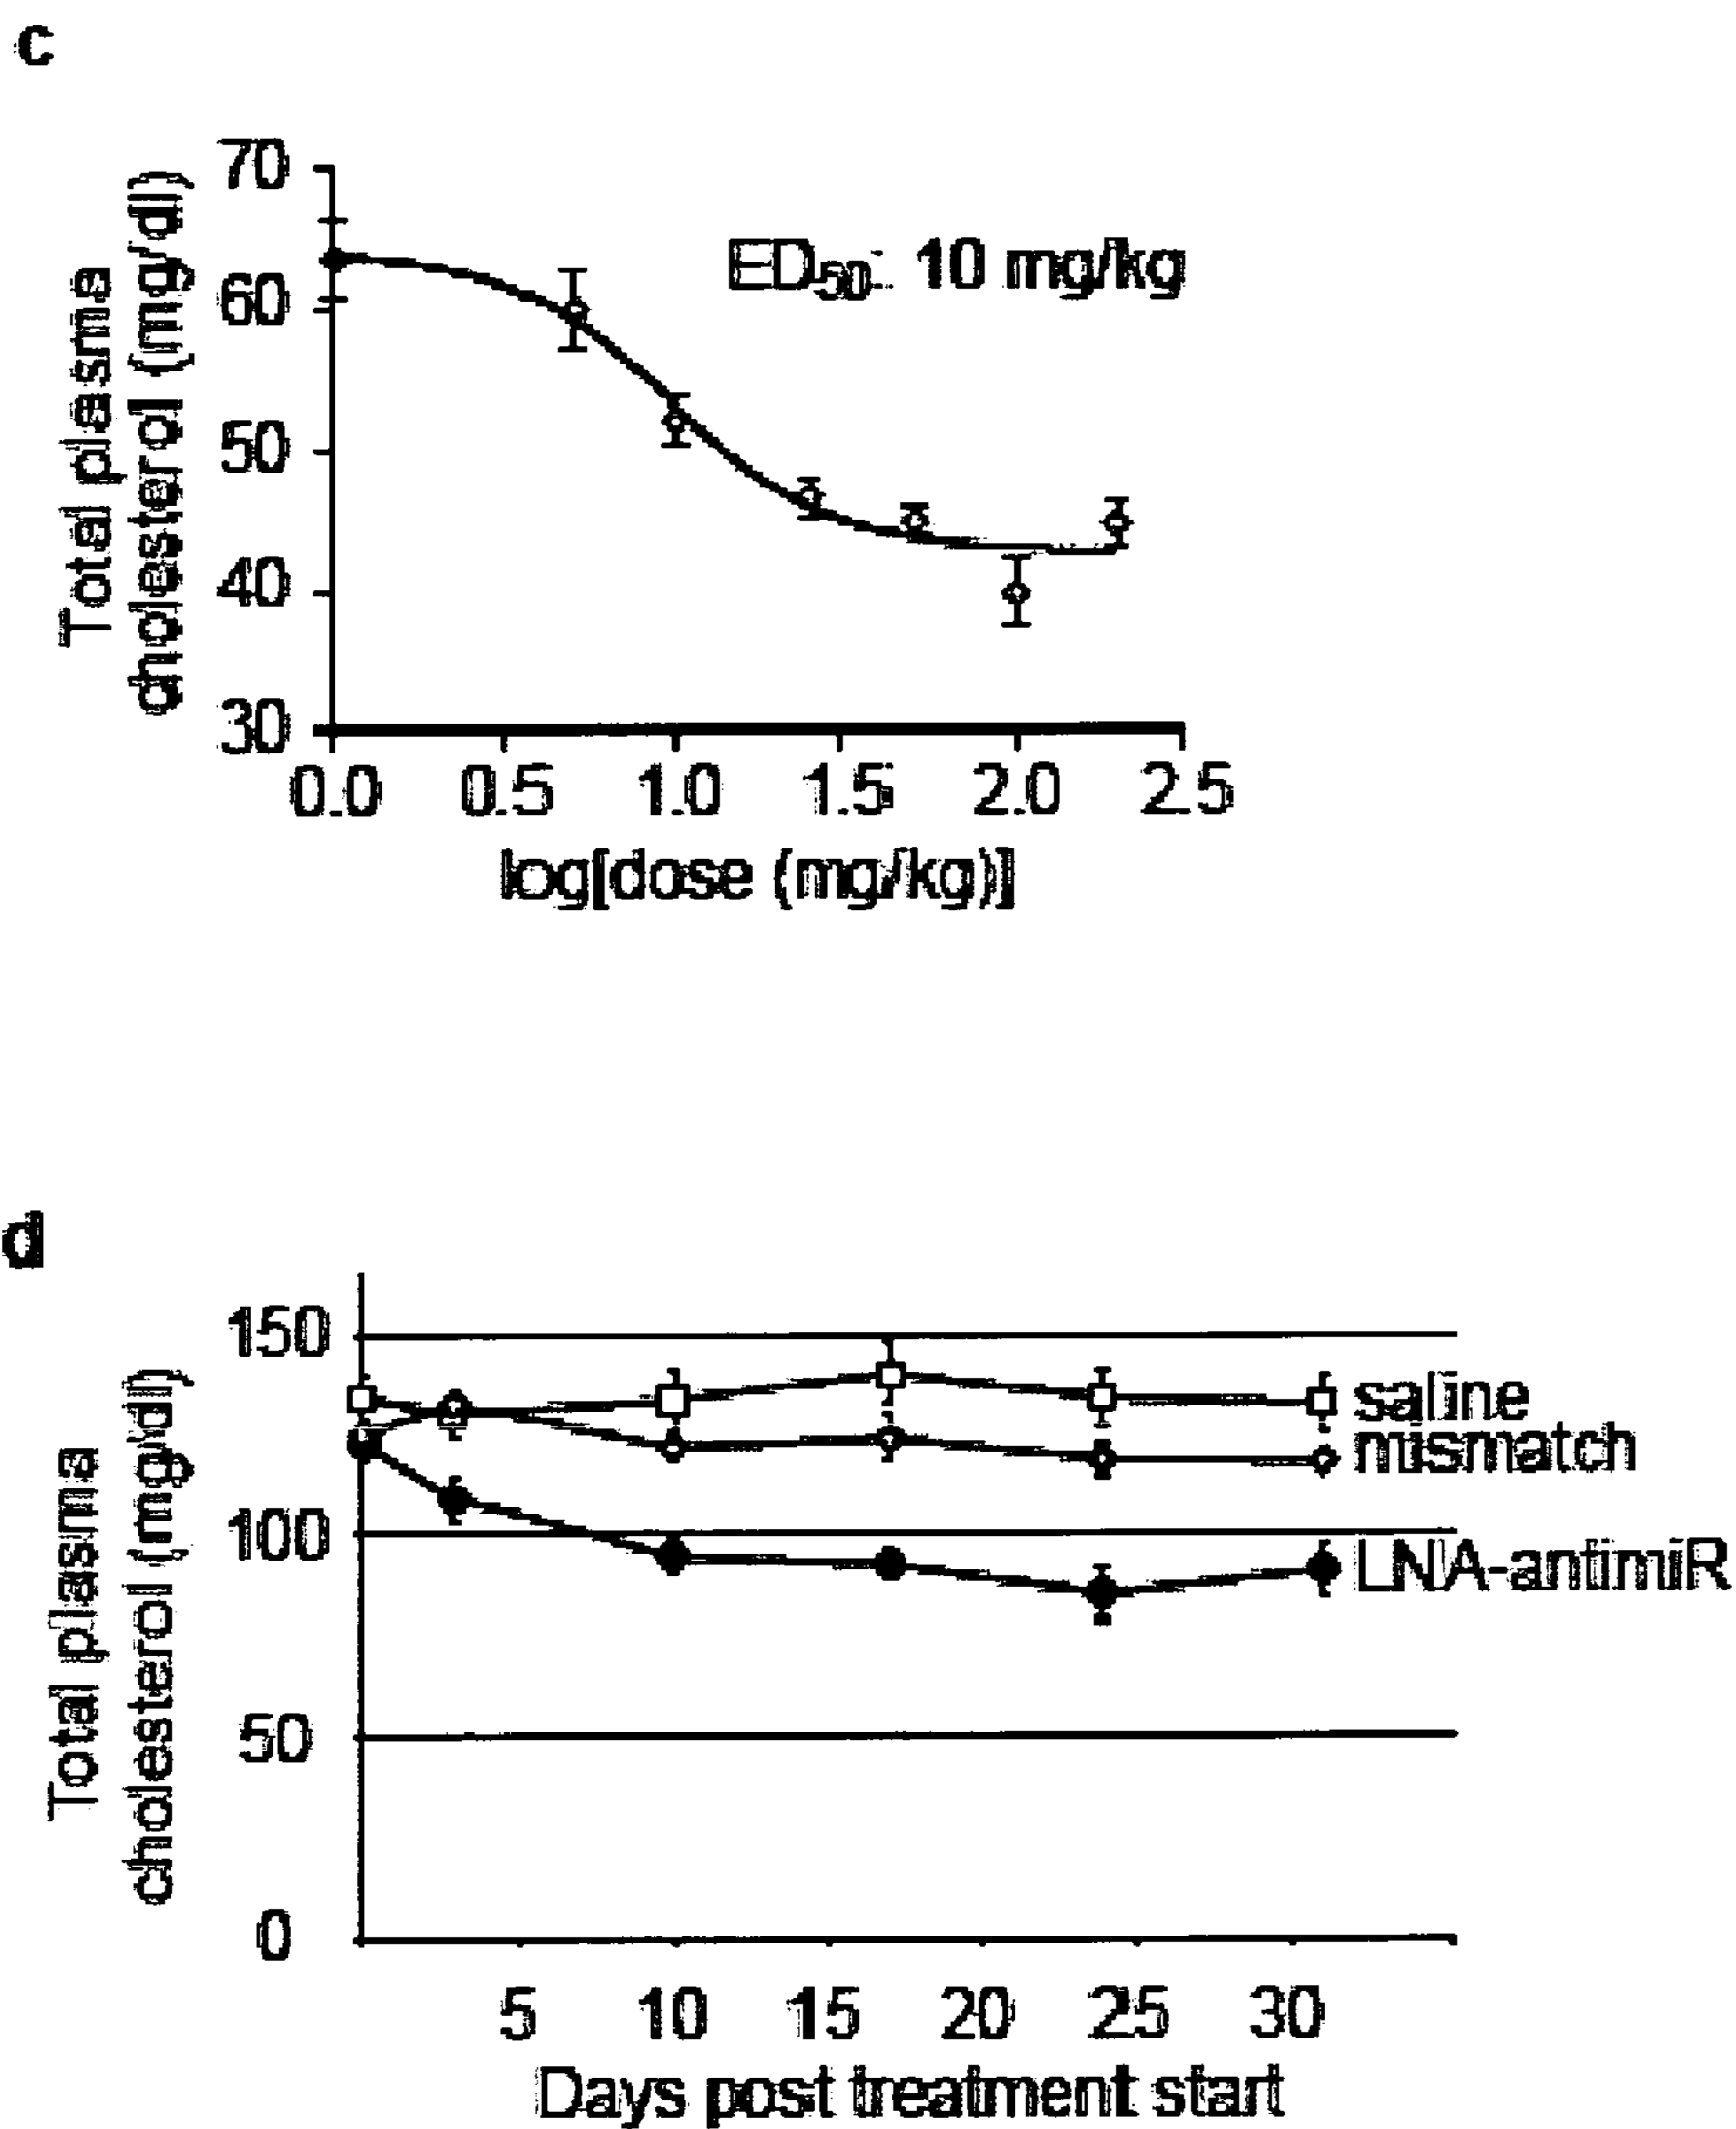 c
70
60
50
40
30
Total plasma
cholesterol (mg/dl)
ED50: 10 mg/kg
0.0 0.5 1.0 1.5 2.0 2.5
log[dose (mg/kg)]
d
150
100
50
0
Total plasma
cholesterol (mg/dl)
saline
mismatch
LNA-antimiR
5 10 15 20 25 30
Days post treatment start